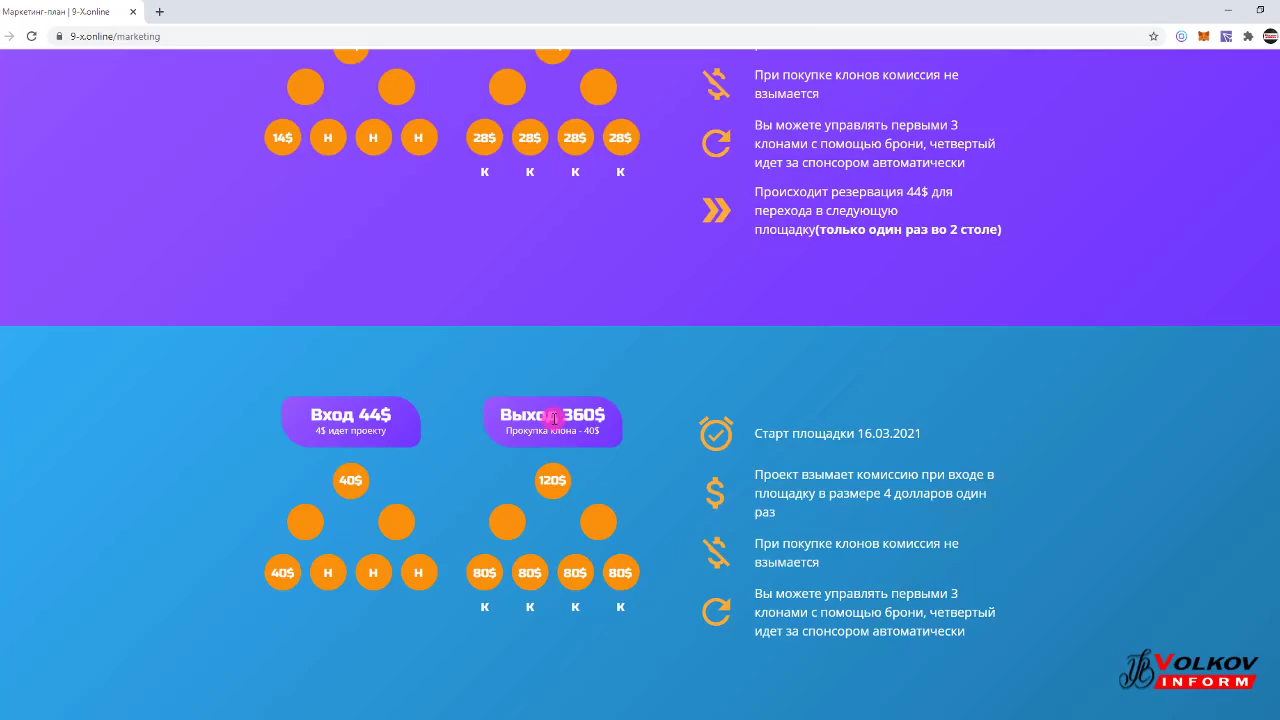 Маркетинг-план | 9-X.online
9-x.online/marketing
При покупке клонов комиссия не
взымается
14$ Н Н Н
28$ 28$ 28$ 28$
К К К К
Вы можете управлять первыми 3
клонами с помощью брони, четвертый
идет за спонсором автоматически
Происходит резервация 44$ для
перехода в следующую
площадку(только один раз во 2 столе)
Вход 44$
4$ идет проекту
Выход 360$
Прокупка клона - 40$
40$
120$
40$ Н Н Н
80$ 80$ 80$ 80$
К К К К
Старт площадки 16.03.2021
Проект взымает комиссию при входе в
площадку в размере 4 долларов один
раз
При покупке клонов комиссия не
взымается
Вы можете управлять первыми 3
клонами с помощью брони, четвертый
идет за спонсором автоматически
VOLKOV
INFORM